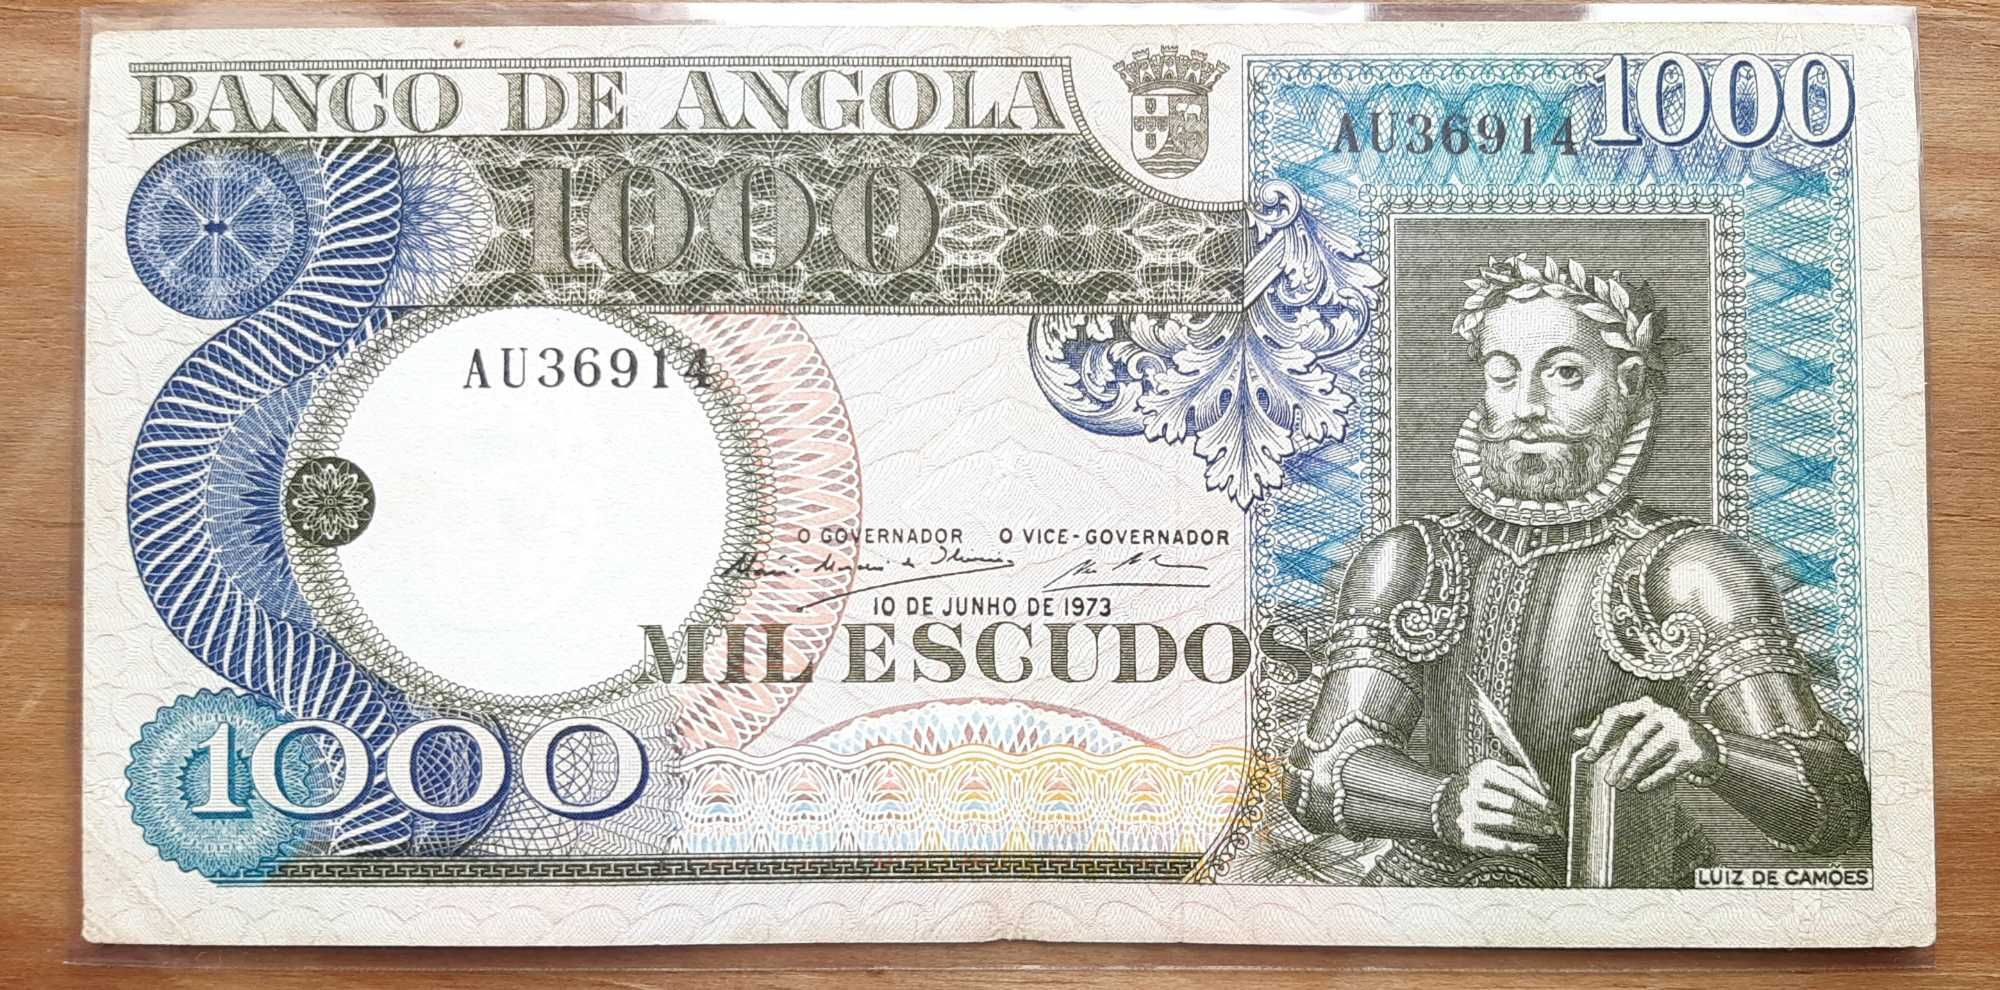 BANCO DE ANGOLA
1000
AU36914
1000
AU36914
O GOVERNADOR O VICE-GOVERNADOR
10 DE JUNHO DE 1973
MIL ESCUDOS
1000
LUIZ DE CAMÕES